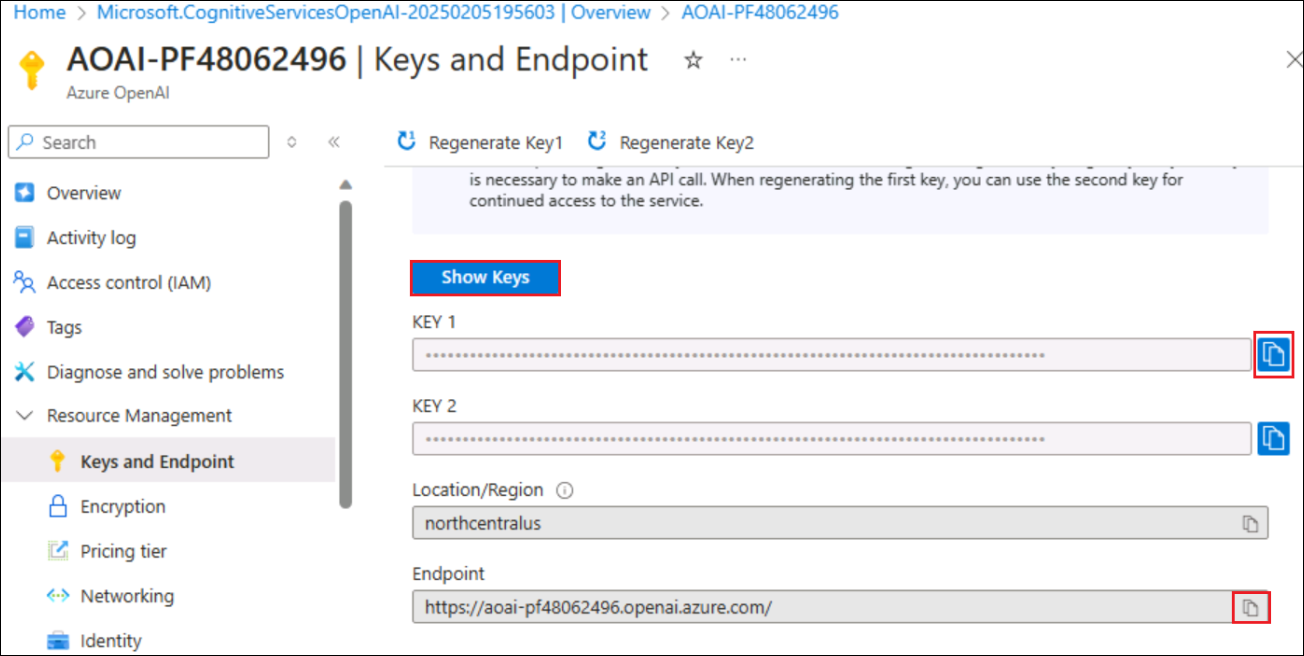 Home > Microsoft.CognitiveServicesOpenAI-20250205195603 | Overview > AOAI-PF48062496
AOAI-PF48062496 | Keys and Endpoint
Azure OpenAI
Search
Regenerate Key1
Regenerate Key2
Overview
Activity log
Access control (IAM)
Tags
Diagnose and solve problems
Resource Management
Keys and Endpoint
Encryption
Pricing tier
Networking
Identity
is necessary to make an API call. When regenerating the first key, you can use the second key for
continued access to the service.
Show Keys
KEY 1
KEY 2
Location/Region
northcentralus
Endpoint
https://aoai-pf48062496.openai.azure.com/